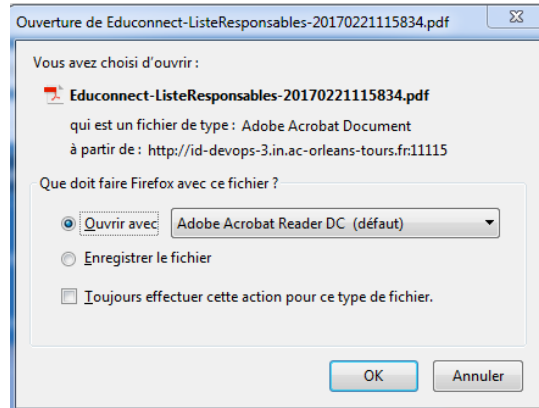 Ouverture de Educonnect-ListeResponsables-20170221115834.pdf
Vous avez choisi d'ouvrir :
Educonnect-ListeResponsables-20170221115834.pdf
qui est un fichier de type : Adobe Acrobat Document
à partir de : http://id-devops-3.in.ac-orleans-tours.fr:11115
Que doit faire Firefox avec ce fichier ?
Ouvrir avec Adobe Acrobat Reader DC (défaut)
Enregistrer le fichier
Toujours effectuer cette action pour ce type de fichier.
OK Annuler